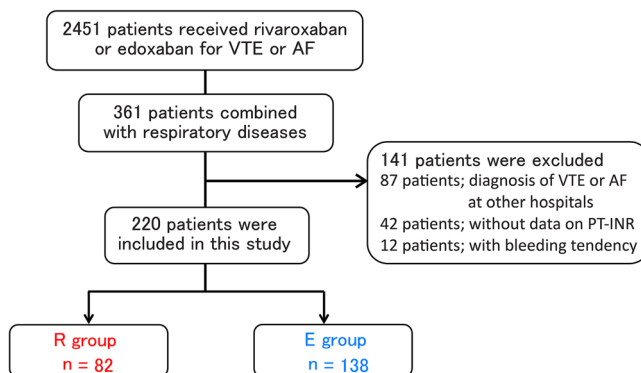 2451 patients received rivaroxaban
or edoxaban for VTE or AF
361 patients combined
with respiratory diseases
141 patients were excluded
87 patients; diagnosis of VTE or AF
at other hospitals
42 patients; without data on PT-INR
12 patients; with bleeding tendency
220 patients were
included in this study
R group
n = 82
E group
n = 138